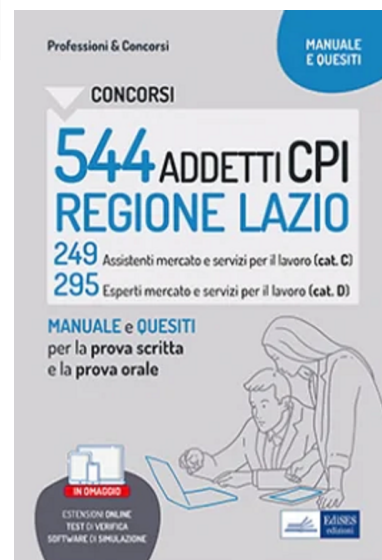 Professioni & Concorsi
MANUALE
E QUESITI
CONCORSI
544 ADDETTI CPI
REGIONE LAZIO
249 Assistenti mercato e servizi per il lavoro (cat. C)
295 Esperti mercato e servizi per il lavoro (cat. D)
MANUALE e QUESITI
per la prova scritta
e la prova orale
IN OMAGGIO
ESTENSIONI ONLINE
TEST DI VERIFICA
SOFTWARE DI SIMULAZIONE
EdiSES
edizioni